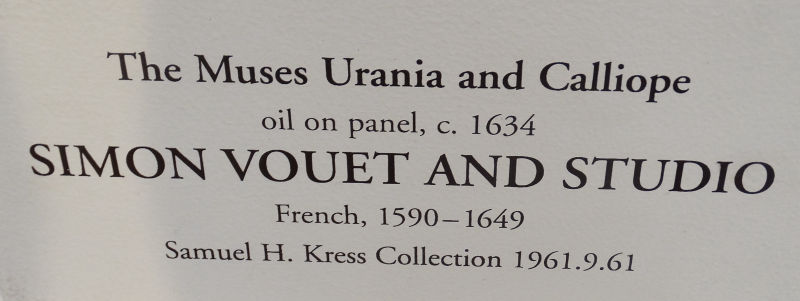 The Muses Urania and Calliope
oil on panel, c. 1634
SIMON VOUET AND STUDIO
French, 1590–1649
Samuel H. Kress Collection 1961.9.61